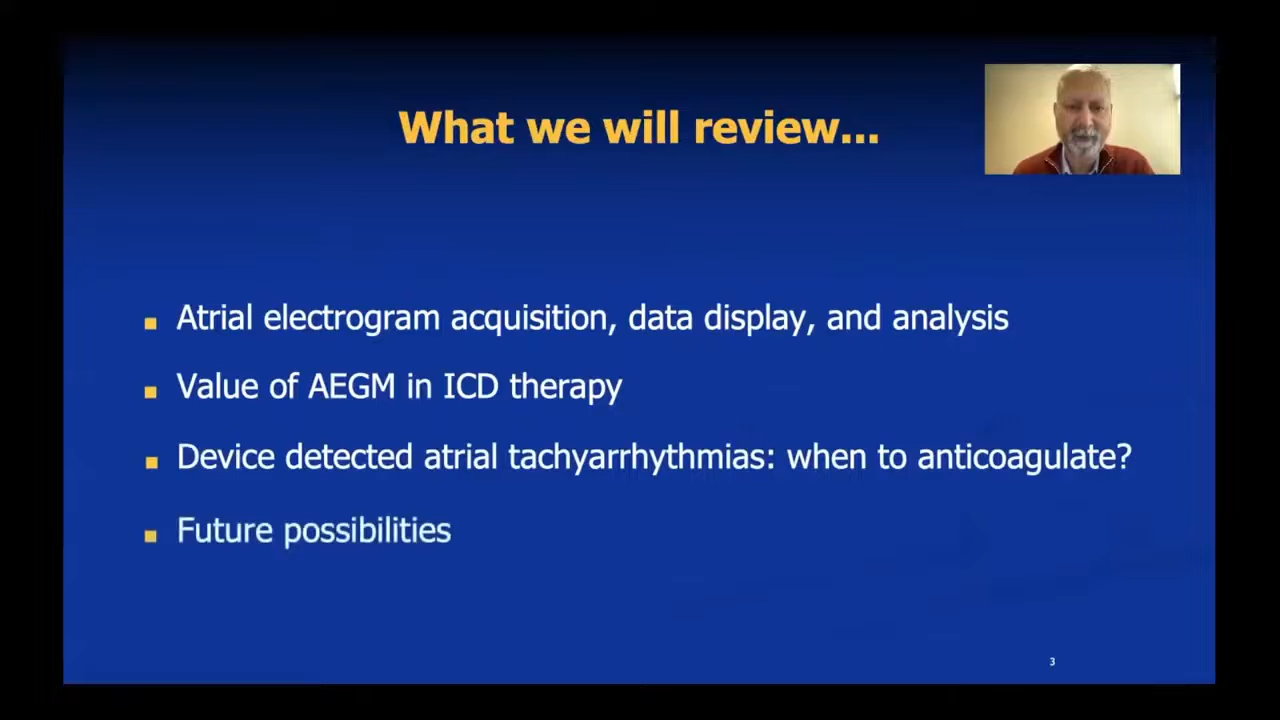 What we will review...
Atrial electrogram acquisition, data display, and analysis
Value of AEGM in ICD therapy
Device detected atrial tachyarrhythmias: when to anticoagulate?
Future possibilities
3